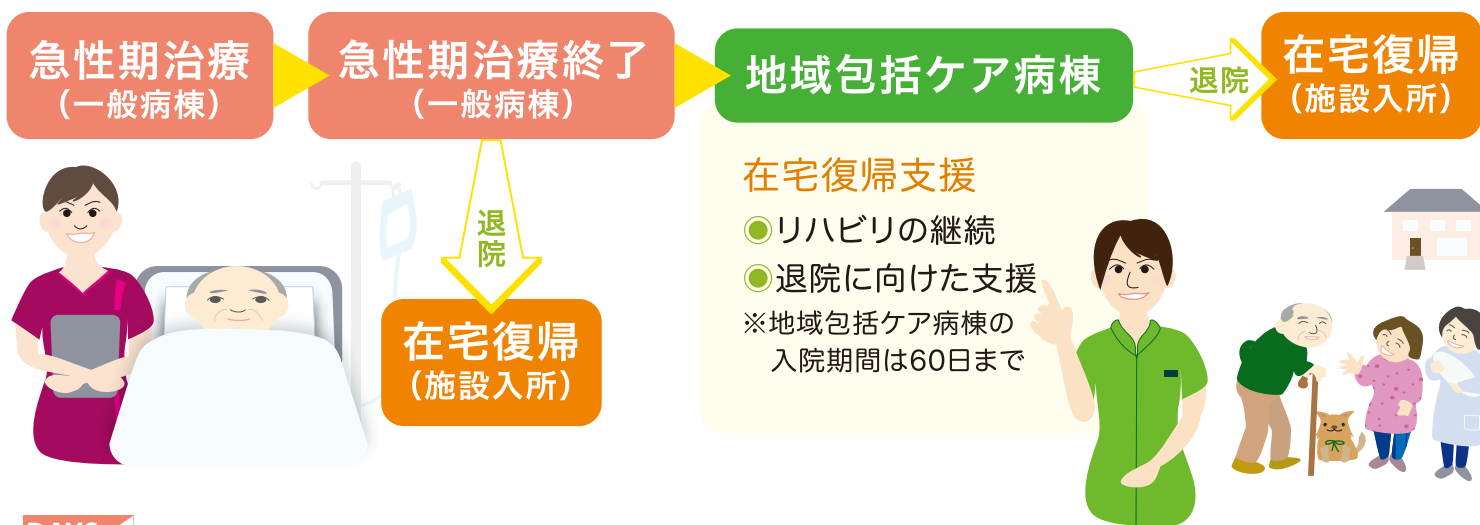 急性期治療
（一般病棟）
急性期治療終了
（一般病棟）
地域包括ケア病棟
退院
在宅復帰
（施設入所）
退院
在宅復帰
（施設入所）
在宅復帰支援
◉リハビリの継続
◉退院に向けた支援
※地域包括ケア病棟の
入院期間は60日まで
DAYS